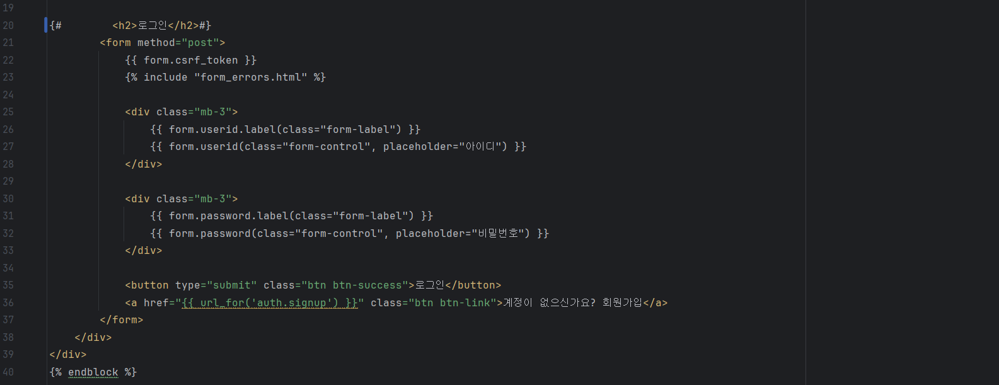 19
20 {#        <h2>로그인</h2>#}
21         <form method="post">
22             {{ form.csrf_token }}
23             {% include "form_errors.html" %}
24
25             <div class="mb-3">
26                 {{ form.userid.label(class="form-label") }}
27                 {{ form.userid(class="form-control", placeholder="아이디") }}
28             </div>
29
30             <div class="mb-3">
31                 {{ form.password.label(class="form-label") }}
32                 {{ form.password(class="form-control", placeholder="비밀번호") }}
33             </div>
34
35             <button type="submit" class="btn btn-success">로그인</button>
36             <a href="{{ url_for('auth.signup') }}" class="btn btn-link">계정이 없으신가요? 회원가입</a>
37         </form>
38     </div>
39 </div>
40 {% endblock %}